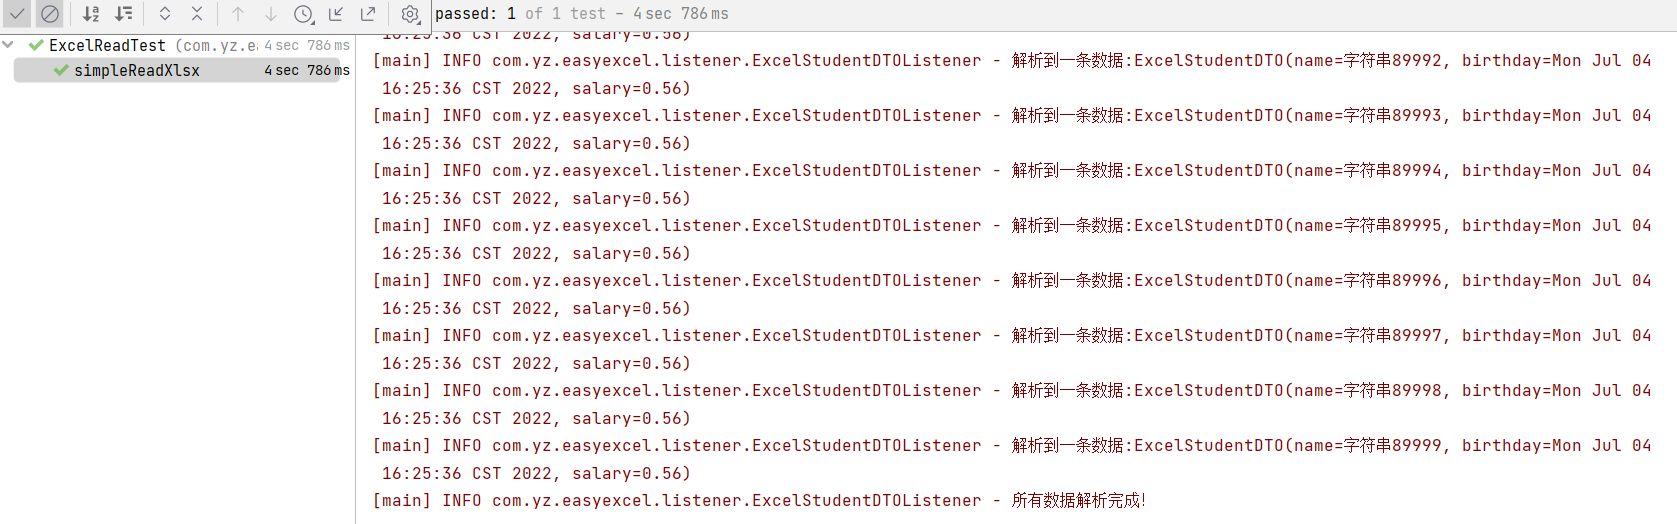 passed: 1 of 1 test – 4 sec 786 ms
ExcelReadTest (com.yz.ea 4 sec 786 ms
simpleReadXlsx 4 sec 786 ms
16:25:36 CST 2022, salary=0.56)
[main] INFO com.yz.easyexcel.listener.ExcelStudentDTOListener - 解析到一条数据:ExcelStudentDTO(name=字符串89992, birthday=Mon Jul 04
16:25:36 CST 2022, salary=0.56)
[main] INFO com.yz.easyexcel.listener.ExcelStudentDTOListener - 解析到一条数据:ExcelStudentDTO(name=字符串89993, birthday=Mon Jul 04
16:25:36 CST 2022, salary=0.56)
[main] INFO com.yz.easyexcel.listener.ExcelStudentDTOListener - 解析到一条数据:ExcelStudentDTO(name=字符串89994, birthday=Mon Jul 04
16:25:36 CST 2022, salary=0.56)
[main] INFO com.yz.easyexcel.listener.ExcelStudentDTOListener - 解析到一条数据:ExcelStudentDTO(name=字符串89995, birthday=Mon Jul 04
16:25:36 CST 2022, salary=0.56)
[main] INFO com.yz.easyexcel.listener.ExcelStudentDTOListener - 解析到一条数据:ExcelStudentDTO(name=字符串89996, birthday=Mon Jul 04
16:25:36 CST 2022, salary=0.56)
[main] INFO com.yz.easyexcel.listener.ExcelStudentDTOListener - 解析到一条数据:ExcelStudentDTO(name=字符串89997, birthday=Mon Jul 04
16:25:36 CST 2022, salary=0.56)
[main] INFO com.yz.easyexcel.listener.ExcelStudentDTOListener - 解析到一条数据:ExcelStudentDTO(name=字符串89998, birthday=Mon Jul 04
16:25:36 CST 2022, salary=0.56)
[main] INFO com.yz.easyexcel.listener.ExcelStudentDTOListener - 解析到一条数据:ExcelStudentDTO(name=字符串89999, birthday=Mon Jul 04
16:25:36 CST 2022, salary=0.56)
[main] INFO com.yz.easyexcel.listener.ExcelStudentDTOListener - 所有数据解析完成!